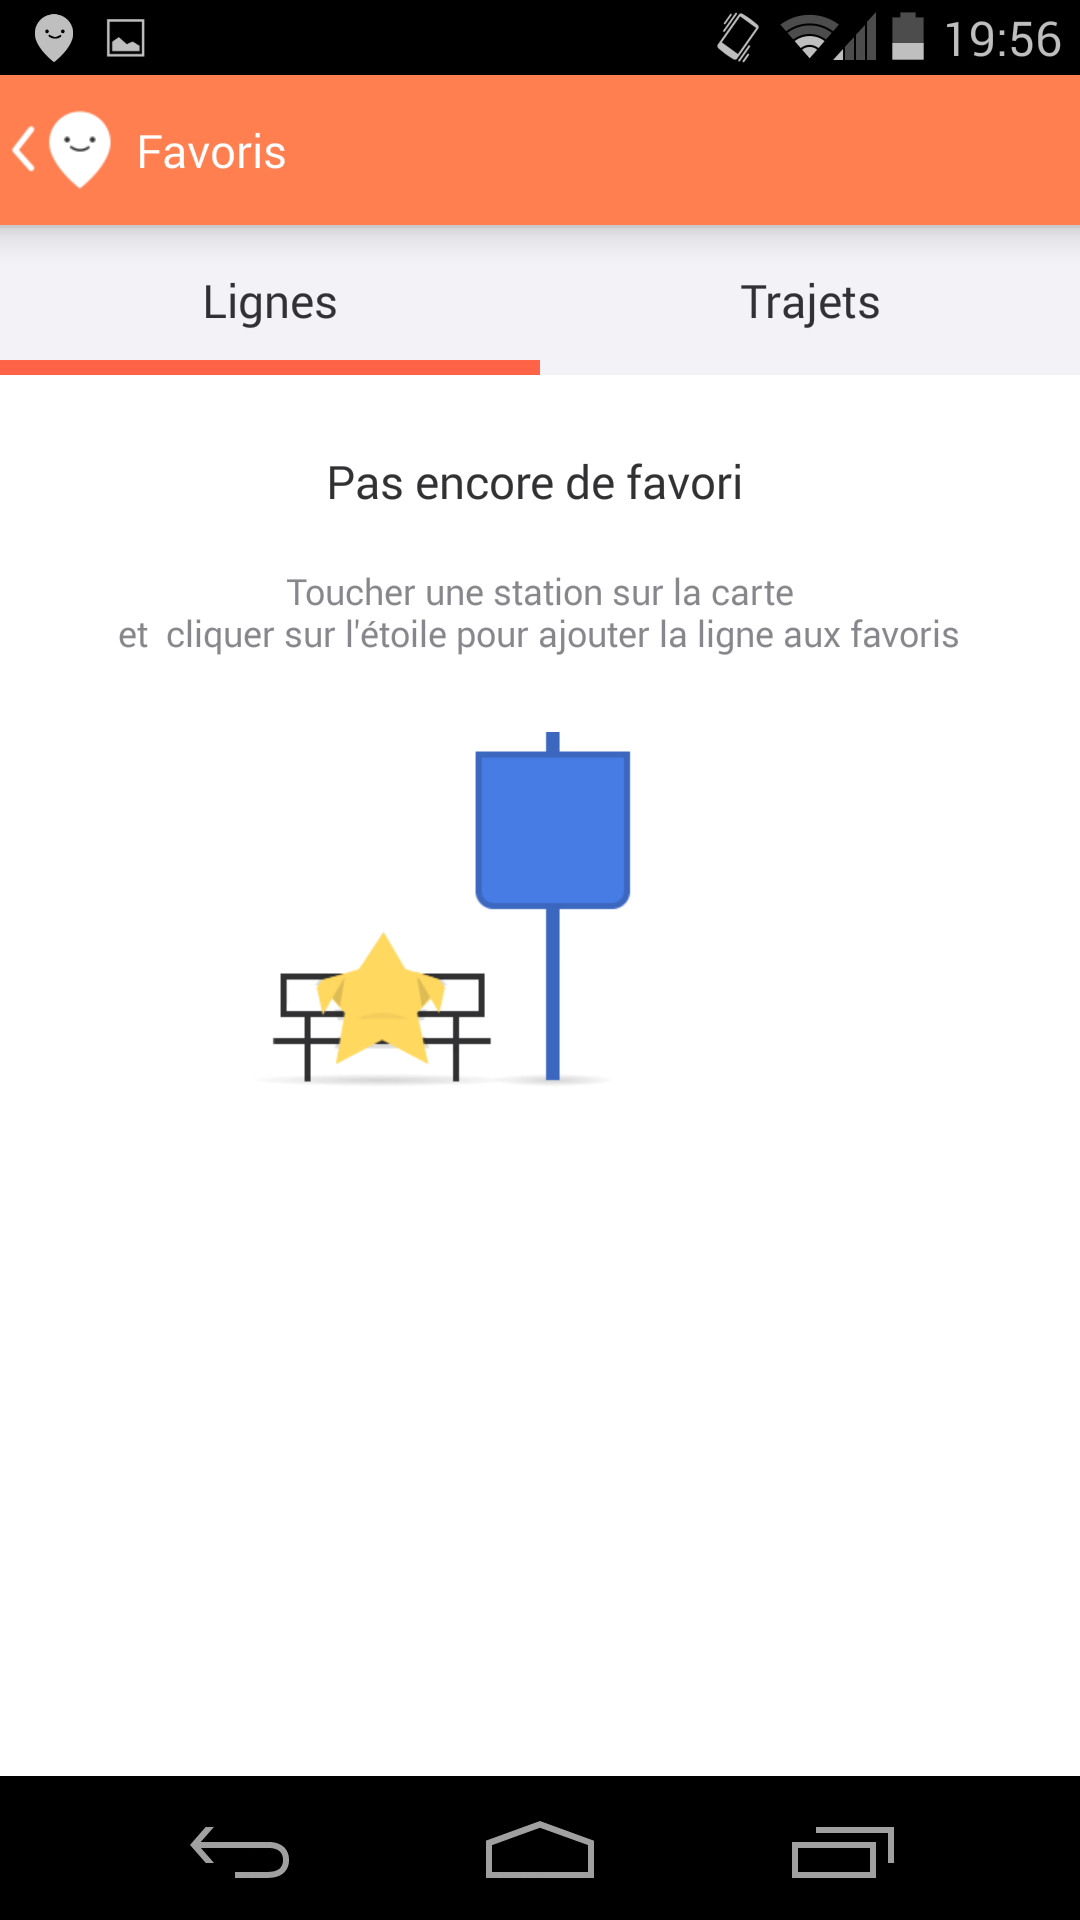 19:56
Favoris
Lignes
Trajets
Pas encore de favori
Toucher une station sur la carte
et  cliquer sur l'étoile pour ajouter la ligne aux favoris